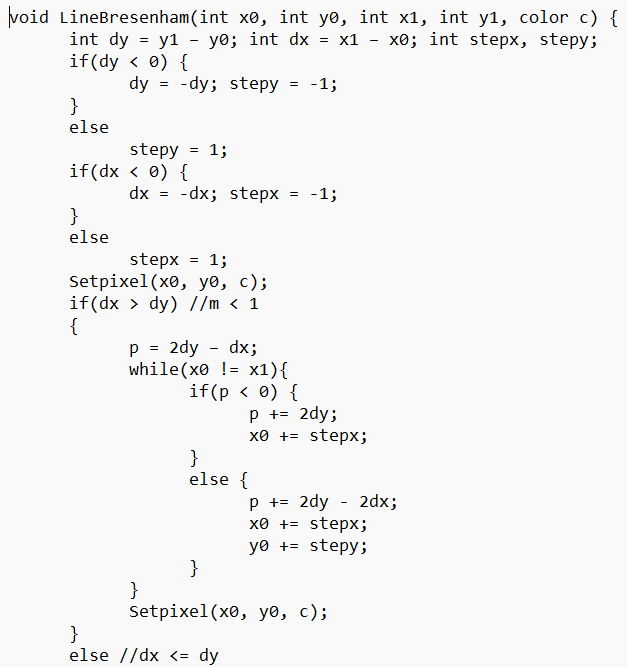 void LineBresenham(int x0, int y0, int x1, int y1, color c) {
int dy = y1 – y0; int dx = x1 – x0; int stepx, stepy;
if(dy < 0) {
dy = -dy; stepy = -1;
}
else
stepy = 1;
if(dx < 0) {
dx = -dx; stepx = -1;
}
else
stepx = 1;
Setpixel(x0, y0, c);
if(dx > dy) //m < 1
{
p = 2dy – dx;
while(x0 != x1){
if(p < 0) {
p += 2dy;
x0 += stepx;
}
else {
p += 2dy - 2dx;
x0 += stepx;
y0 += stepy;
}
}
Setpixel(x0, y0, c);
}
else //dx <= dy